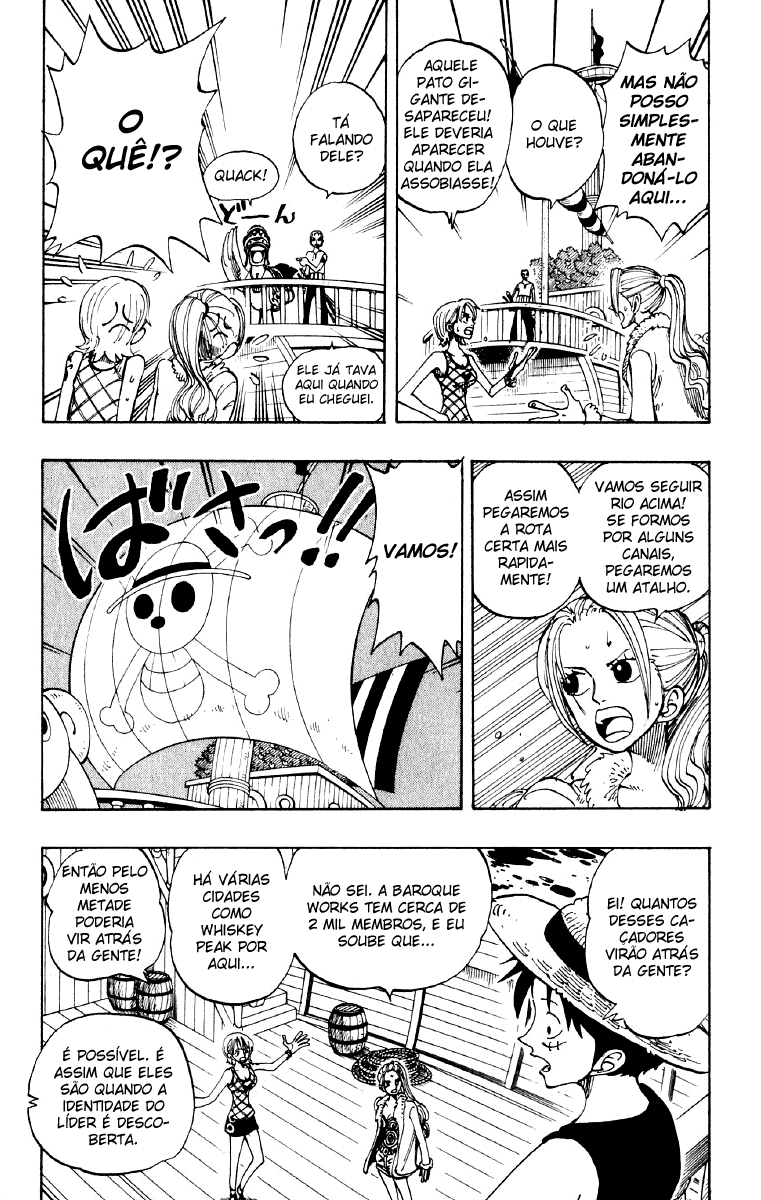 MAS NÃO
POSSO
SIMPLES-
MENTE
ABAN-
DONÁ-LO
AQUI...
O QUE
HOUVE?
AQUELE
PATO GI-
GANTE DE-
SAPARECEU!
ELE DEVERIA
APARECER
QUANDO ELA
ASSOBIASSE!
TÁ
FALANDO
DELE?
QUACK!
どーん
O
QUÊ!?
ELE JÁ TAVA
AQUI QUANDO
EU CHEGUEI.
VAMOS SEGUIR
RIO ACIMA!
SE FORMOS
POR ALGUNS
CANAIS,
PEGAREMOS
UM ATALHO.
ASSIM
PEGAREMOS
A ROTA
CERTA MAIS
RAPIDA-
MENTE!
VAMOS!
ばさっ!!
EI! QUANTOS
DESSES CA-
ÇADORES
VIRÃO ATRÁS
DA GENTE?
NÃO SEI. A BAROQUE
WORKS TEM CERCA DE
2 MIL MEMBROS, E EU
SOUBE QUE...
HÁ VÁRIAS
CIDADES
COMO
WHISKEY
PEAK POR
AQUI...
ENTÃO PELO
MENOS
METADE
PODERIA
VIR ATRÁS
DA GENTE!
É POSSÍVEL. É
ASSIM QUE ELES
SÃO QUANDO A
IDENTIDADE DO
LÍDER É DESCO-
BERTA.